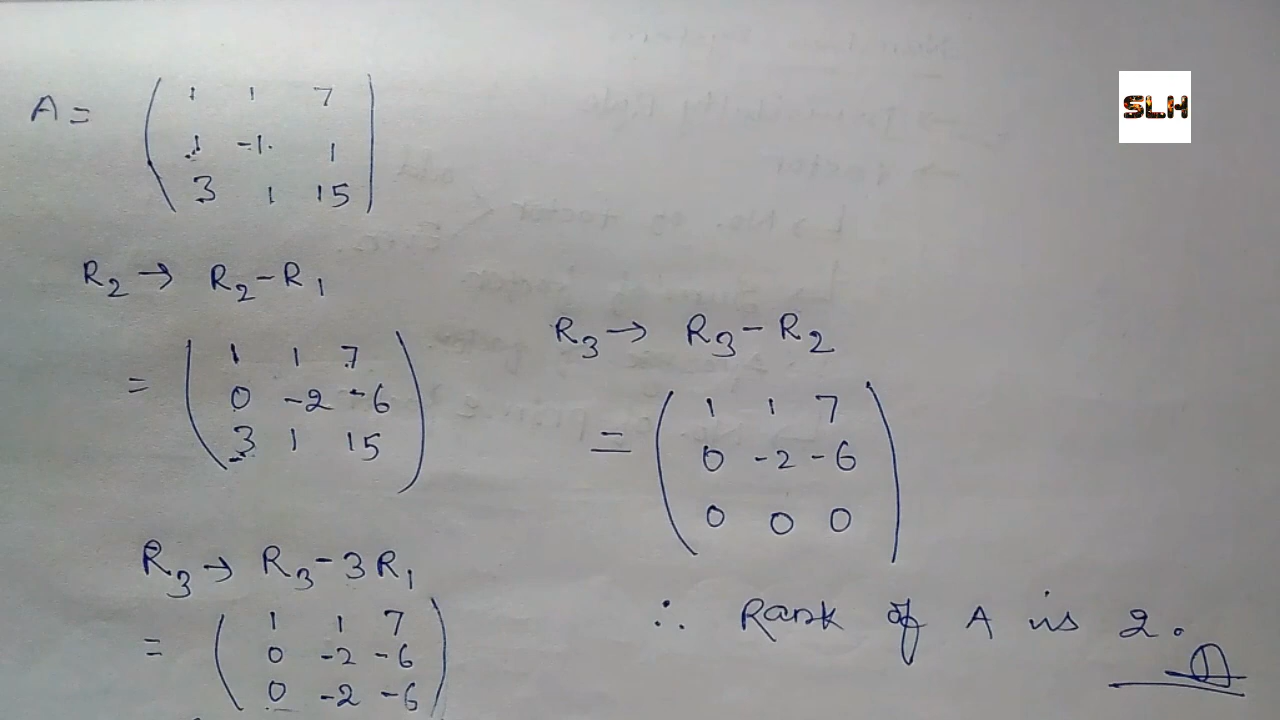 A =
1 1 7
1 -1 1
3 1 15
R2 → R2 - R1
=
1 1 7
0 -2 -6
3 1 15
R3 → R3 - 3R1
=
1 1 7
0 -2 -6
0 -2 -6
R3 → R3 - R2
=
1 1 7
0 -2 -6
0 0 0
∴ Rank of A is 2.
SLH